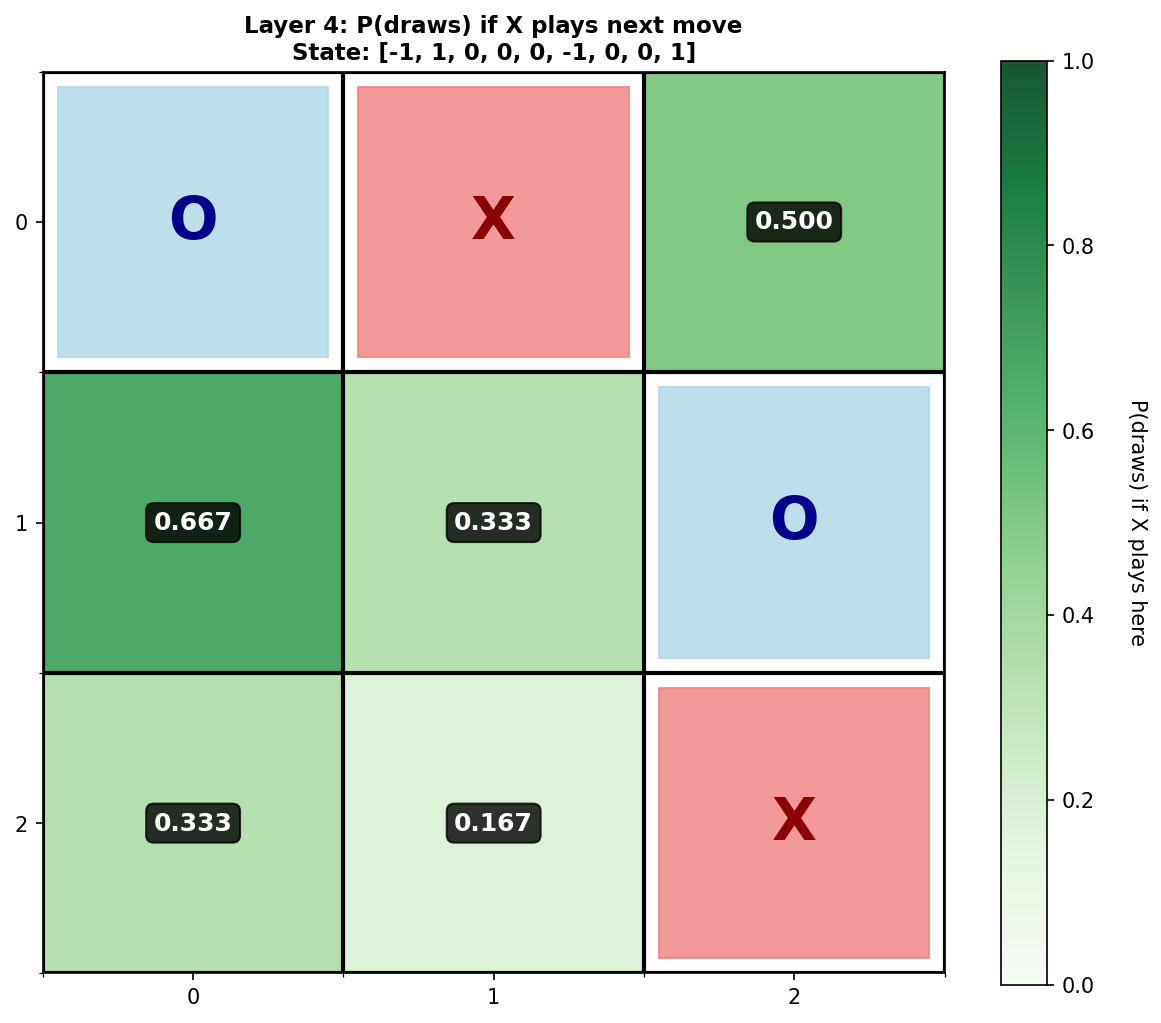 Layer 4: P(draws) if X plays next move
State: [-1, 1, 0, 0, 0, -1, 0, 0, 1]
O
X
0.500
0.667
0.333
O
0.333
0.167
X
0
1
2
0
1
2
1.0
0.8
0.6
0.4
0.2
0.0
P(draws) if X plays here